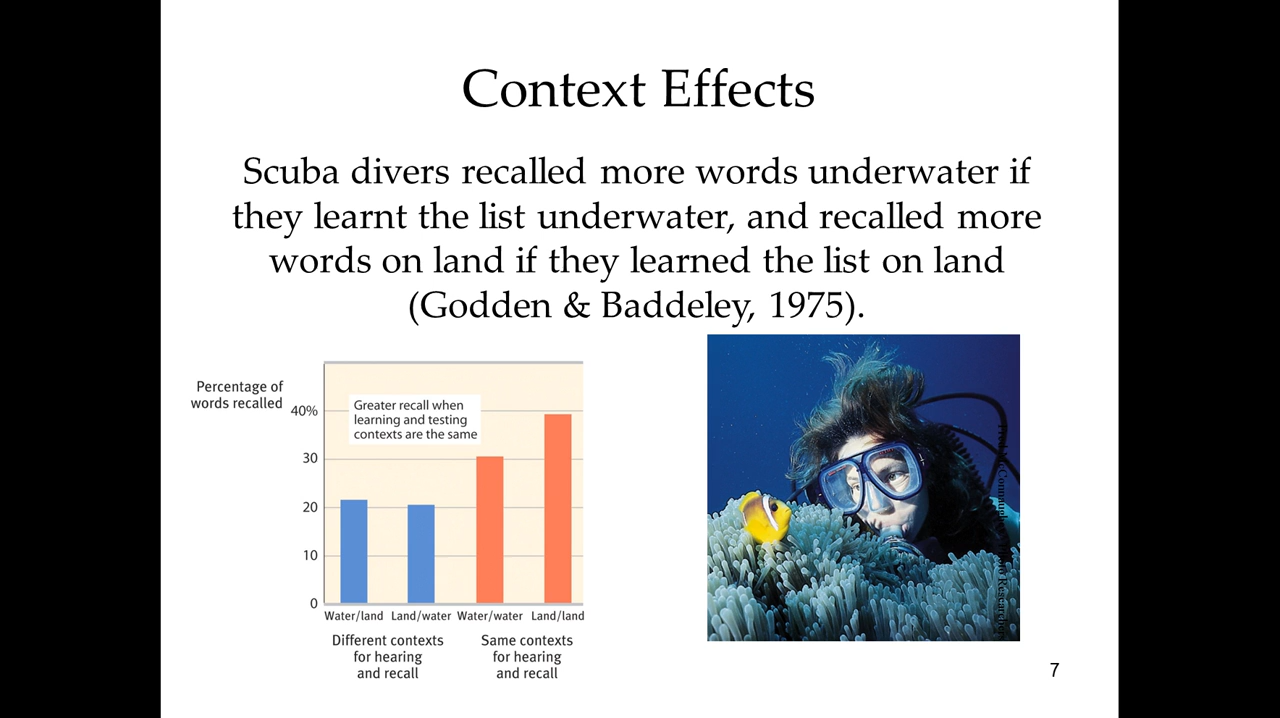 Context Effects
Scuba divers recalled more words underwater if
they learnt the list underwater, and recalled more
words on land if they learned the list on land
(Godden & Baddeley, 1975).
Percentage of
words recalled
40%
30
20
10
0
Greater recall when
learning and testing
contexts are the same
Water/land Land/water Water/water Land/land
Different contexts
for hearing
and recall
Same contexts
for hearing
and recall
7